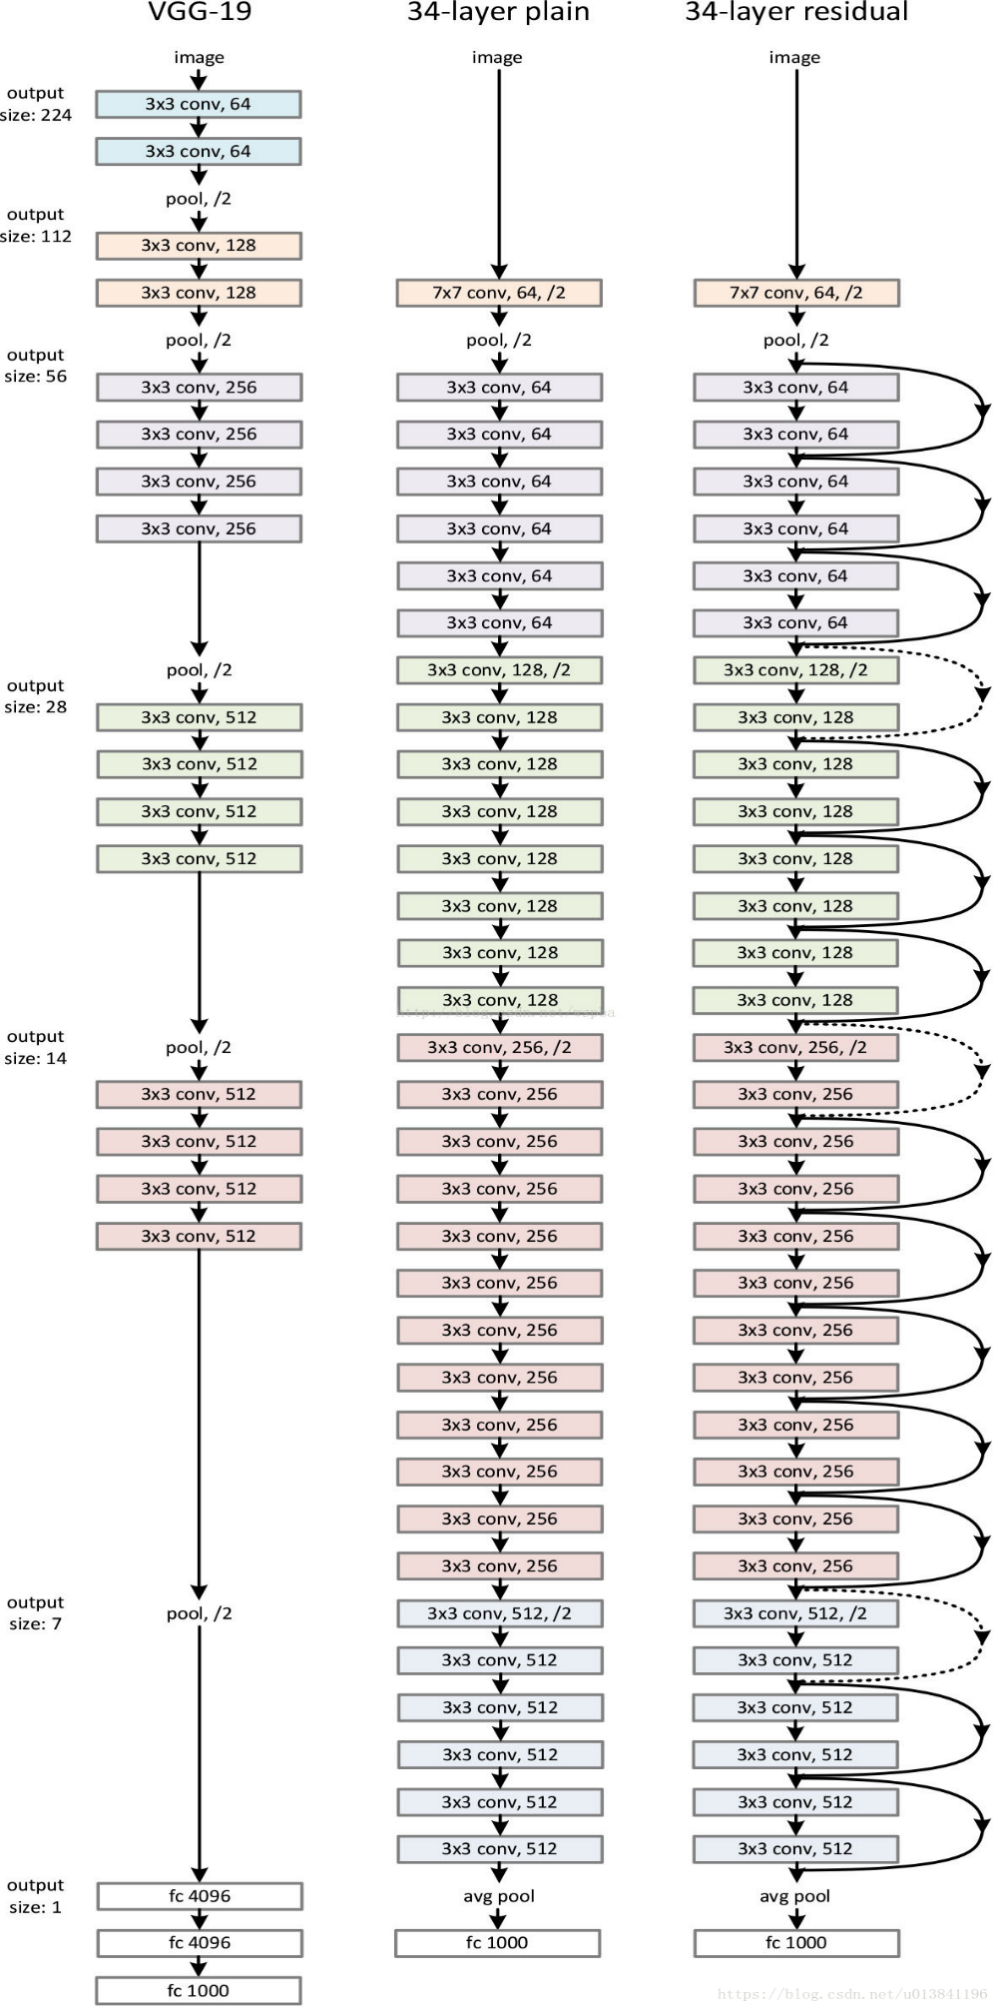 output
size: 224
output
size: 112
output
size: 56
output
size: 28
output
size: 14
output
size: 7
output
size: 1
VGG-19
image
3x3 conv, 64
3x3 conv, 64
pool, /2
3x3 conv, 128
3x3 conv, 128
pool, /2
3x3 conv, 256
3x3 conv, 256
3x3 conv, 256
3x3 conv, 256
pool, /2
3x3 conv, 512
3x3 conv, 512
3x3 conv, 512
3x3 conv, 512
pool, /2
3x3 conv, 512
3x3 conv, 512
3x3 conv, 512
3x3 conv, 512
pool, /2
fc 4096
fc 4096
fc 1000
34-layer plain
image
7x7 conv, 64, /2
pool, /2
3x3 conv, 64
3x3 conv, 64
3x3 conv, 64
3x3 conv, 64
3x3 conv, 64
3x3 conv, 64
3x3 conv, 128, /2
3x3 conv, 128
3x3 conv, 128
3x3 conv, 128
3x3 conv, 128
3x3 conv, 128
3x3 conv, 128
3x3 conv, 128
3x3 conv, 256, /2
3x3 conv, 256
3x3 conv, 256
3x3 conv, 256
3x3 conv, 256
3x3 conv, 256
3x3 conv, 256
3x3 conv, 256
3x3 conv, 256
3x3 conv, 256
3x3 conv, 256
3x3 conv, 256
3x3 conv, 512, /2
3x3 conv, 512
3x3 conv, 512
3x3 conv, 512
3x3 conv, 512
3x3 conv, 512
avg pool
fc 1000
34-layer residual
image
7x7 conv, 64, /2
pool, /2
3x3 conv, 64
3x3 conv, 64
3x3 conv, 64
3x3 conv, 64
3x3 conv, 64
3x3 conv, 64
3x3 conv, 128, /2
3x3 conv, 128
3x3 conv, 128
3x3 conv, 128
3x3 conv, 128
3x3 conv, 128
3x3 conv, 128
3x3 conv, 128
3x3 conv, 256, /2
3x3 conv, 256
3x3 conv, 256
3x3 conv, 256
3x3 conv, 256
3x3 conv, 256
3x3 conv, 256
3x3 conv, 256
3x3 conv, 256
3x3 conv, 256
3x3 conv, 256
3x3 conv, 256
3x3 conv, 512, /2
3x3 conv, 512
3x3 conv, 512
3x3 conv, 512
3x3 conv, 512
3x3 conv, 512
avg pool
fc 1000
https://blog.csdn.net/u013841196